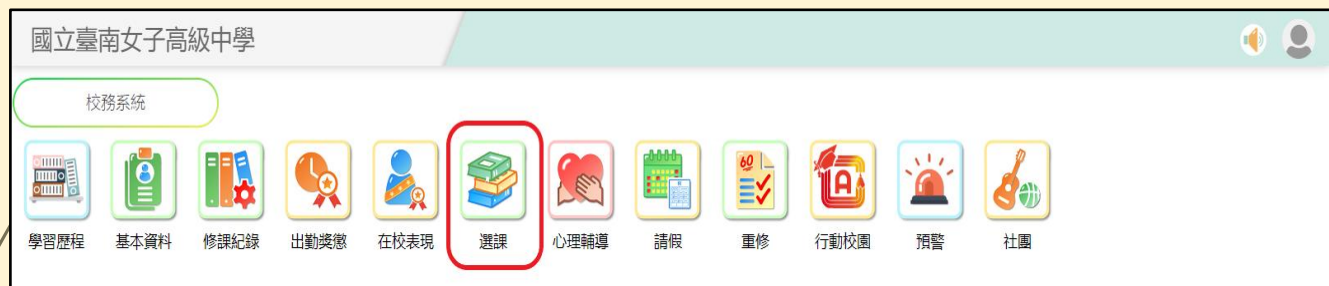 國立臺南女子高級中學
校務系統
60
A
學習歷程 基本資料 修課紀錄 出勤獎懲 在校表現 選課 心理輔導 請假 重修 行動校園 預警 社團